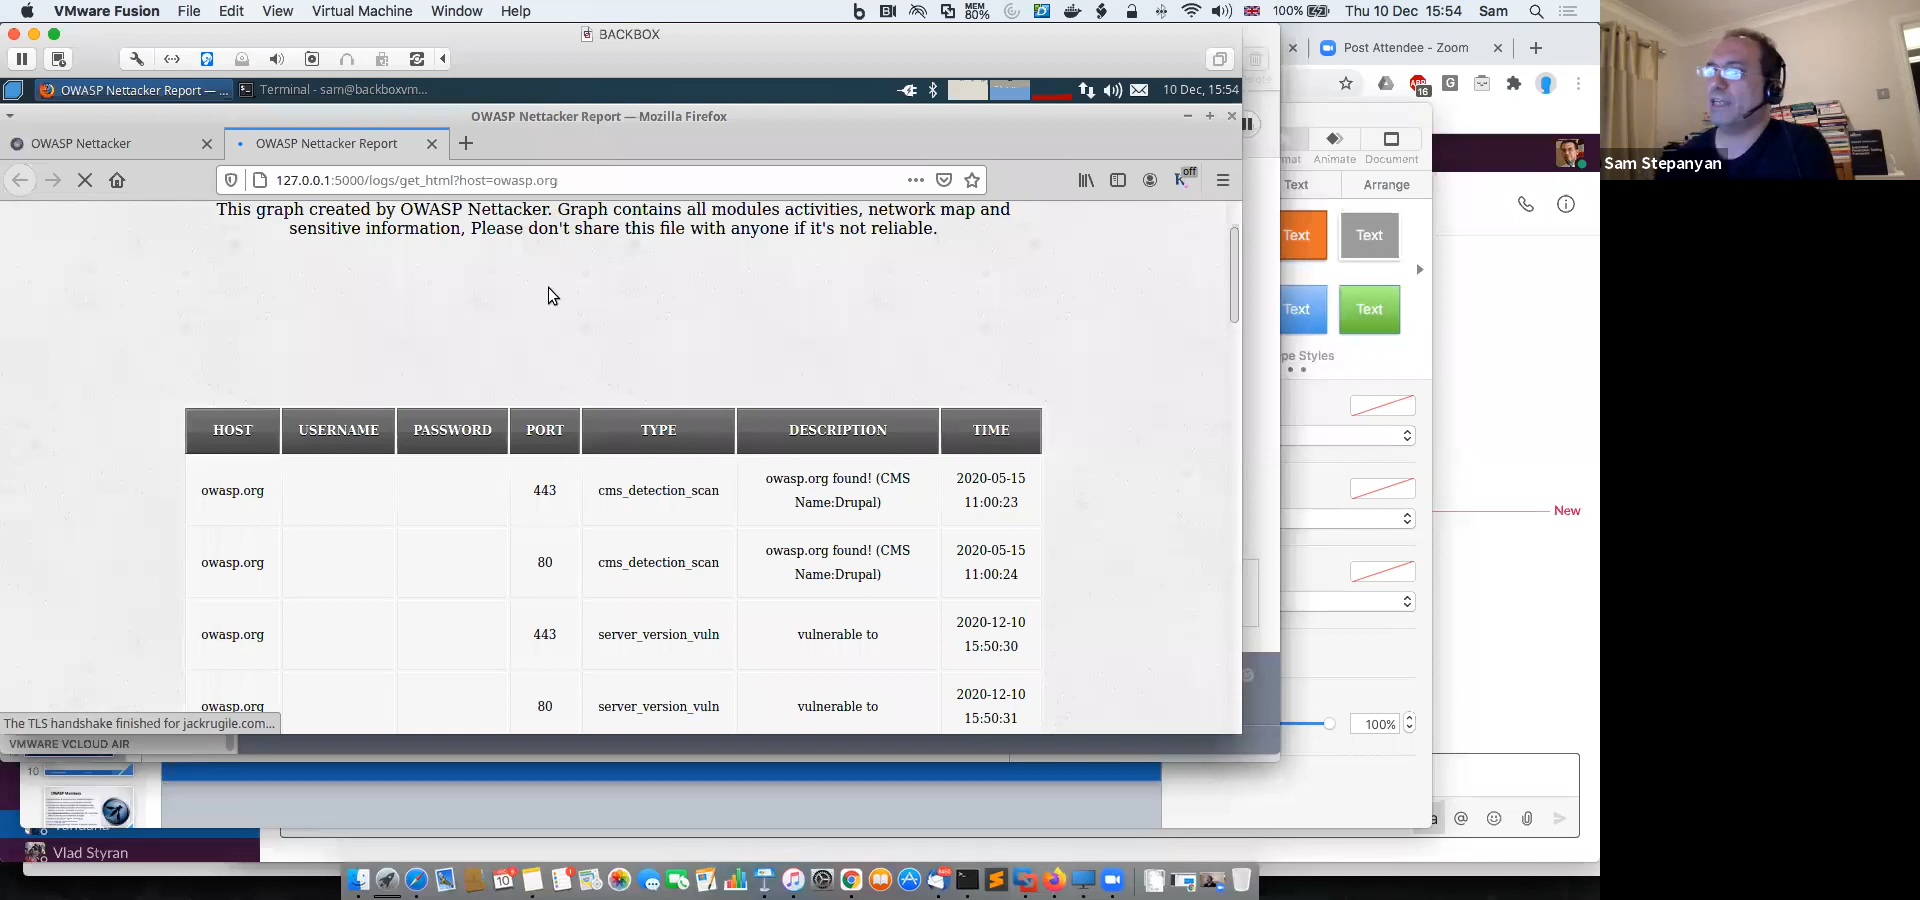 VMware Fusion File Edit View Virtual Machine Window Help
MEM 80% 100% Thu 10 Dec 15:54 Sam
BACKBOX
Post Attendee - Zoom
OWASP Nettacker Report — ...
Terminal - sam@backboxvm...
10 Dec, 15:54
ABP
16
OWASP Nettacker Report — Mozilla Firefox
OWASP Nettacker
OWASP Nettacker Report
Animate
Document
Sam Stepanyan
127.0.0.1:5000/logs/get_html?host=owasp.org
off
Text
Arrange
This graph created by OWASP Nettacker. Graph contains all modules activities, network map and
sensitive information, Please don't share this file with anyone if it's not reliable.
Text
Text
Text
Text
HOST USERNAME PASSWORD PORT TYPE DESCRIPTION TIME
owasp.org 443 cms_detection_scan owasp.org found! (CMS Name:Drupal) 2020-05-15 11:00:23
owasp.org 80 cms_detection_scan owasp.org found! (CMS Name:Drupal) 2020-05-15 11:00:24
owasp.org 443 server_version_vuln vulnerable to 2020-12-10 15:50:30
owasp.org 80 server_version_vuln vulnerable to 2020-12-10 15:50:31
pe Styles
New
100%
The TLS handshake finished for jackrugile.com...
VMWARE VCLOUD AIR
10
OWASP Members
Vlad Styran